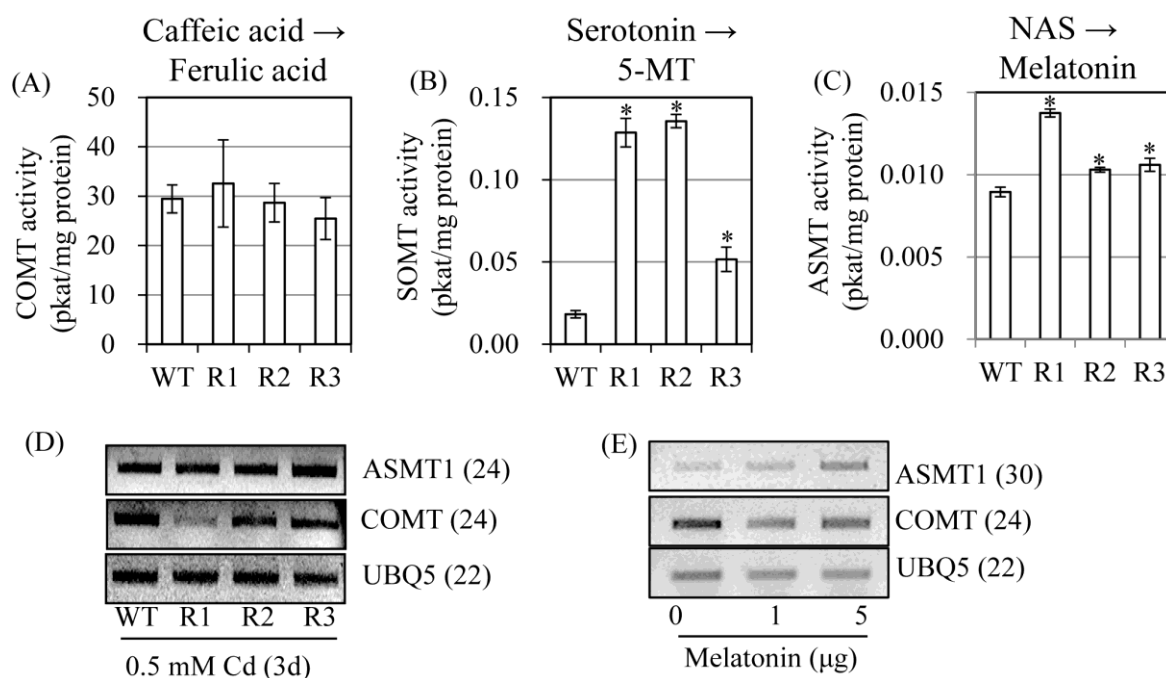 Caffeic acid →
Ferulic acid
(A)
COMT activity
(pkat/mg protein)
50
40
30
20
10
0
WT R1 R2 R3
Serotonin →
5-MT
(B)
SOMT activity
(pkat/mg protein)
0.15
0.10
0.05
0.00
* * *
WT R1 R2 R3
NAS →
Melatonin
(C)
ASMT activity
(pkat/mg protein)
0.015
0.010
0.005
0.000
* * *
WT R1 R2 R3
(D)
ASMT1 (24)
COMT (24)
UBQ5 (22)
WT R1 R2 R3
0.5 mM Cd (3d)
(E)
ASMT1 (30)
COMT (24)
UBQ5 (22)
0 1 5
Melatonin (μg)